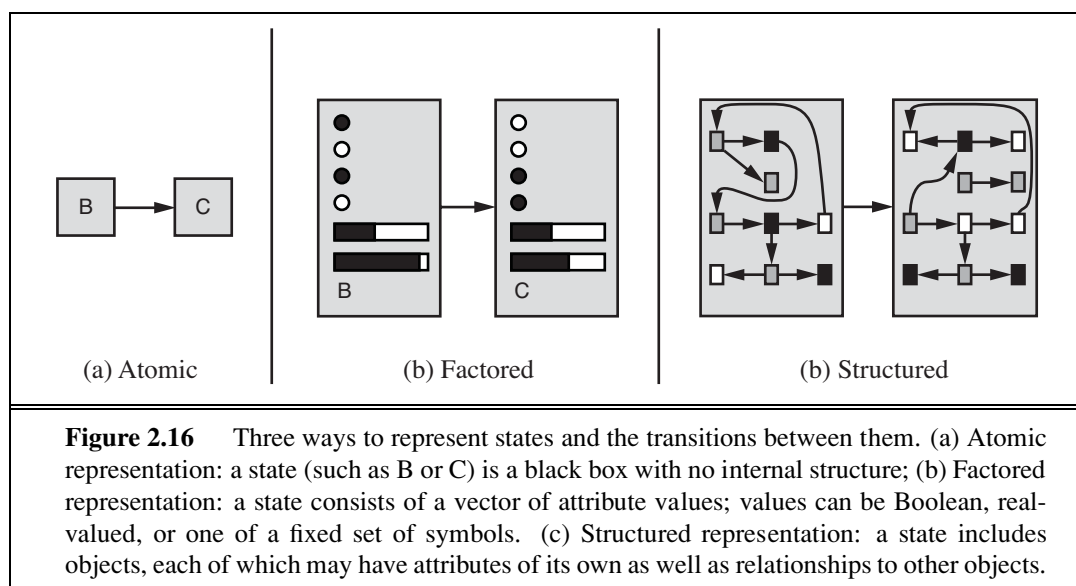 B
C
B
C
(a) Atomic
(b) Factored
(b) Structured
Figure 2.16 Three ways to represent states and the transitions between them. (a) Atomic
representation: a state (such as B or C) is a black box with no internal structure; (b) Factored
representation: a state consists of a vector of attribute values; values can be Boolean, real-
valued, or one of a fixed set of symbols. (c) Structured representation: a state includes
objects, each of which may have attributes of its own as well as relationships to other objects.